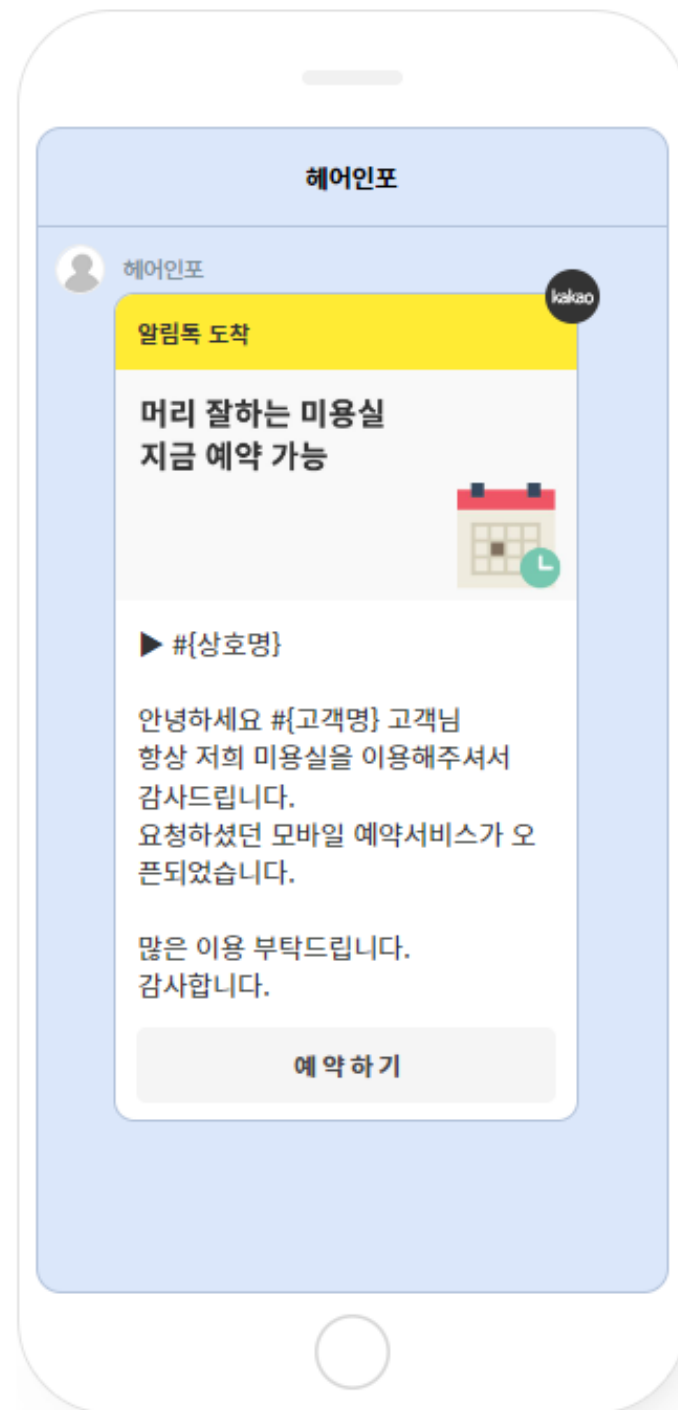 헤어인포
헤어인포
kakao
알림톡 도착
머리 잘하는 미용실
지금 예약 가능
▶ #{상호명}
안녕하세요 #{고객명} 고객님
항상 저희 미용실을 이용해주셔서
감사드립니다.
요청하셨던 모바일 예약서비스가 오
픈되었습니다.
많은 이용 부탁드립니다.
감사합니다.
예약하기